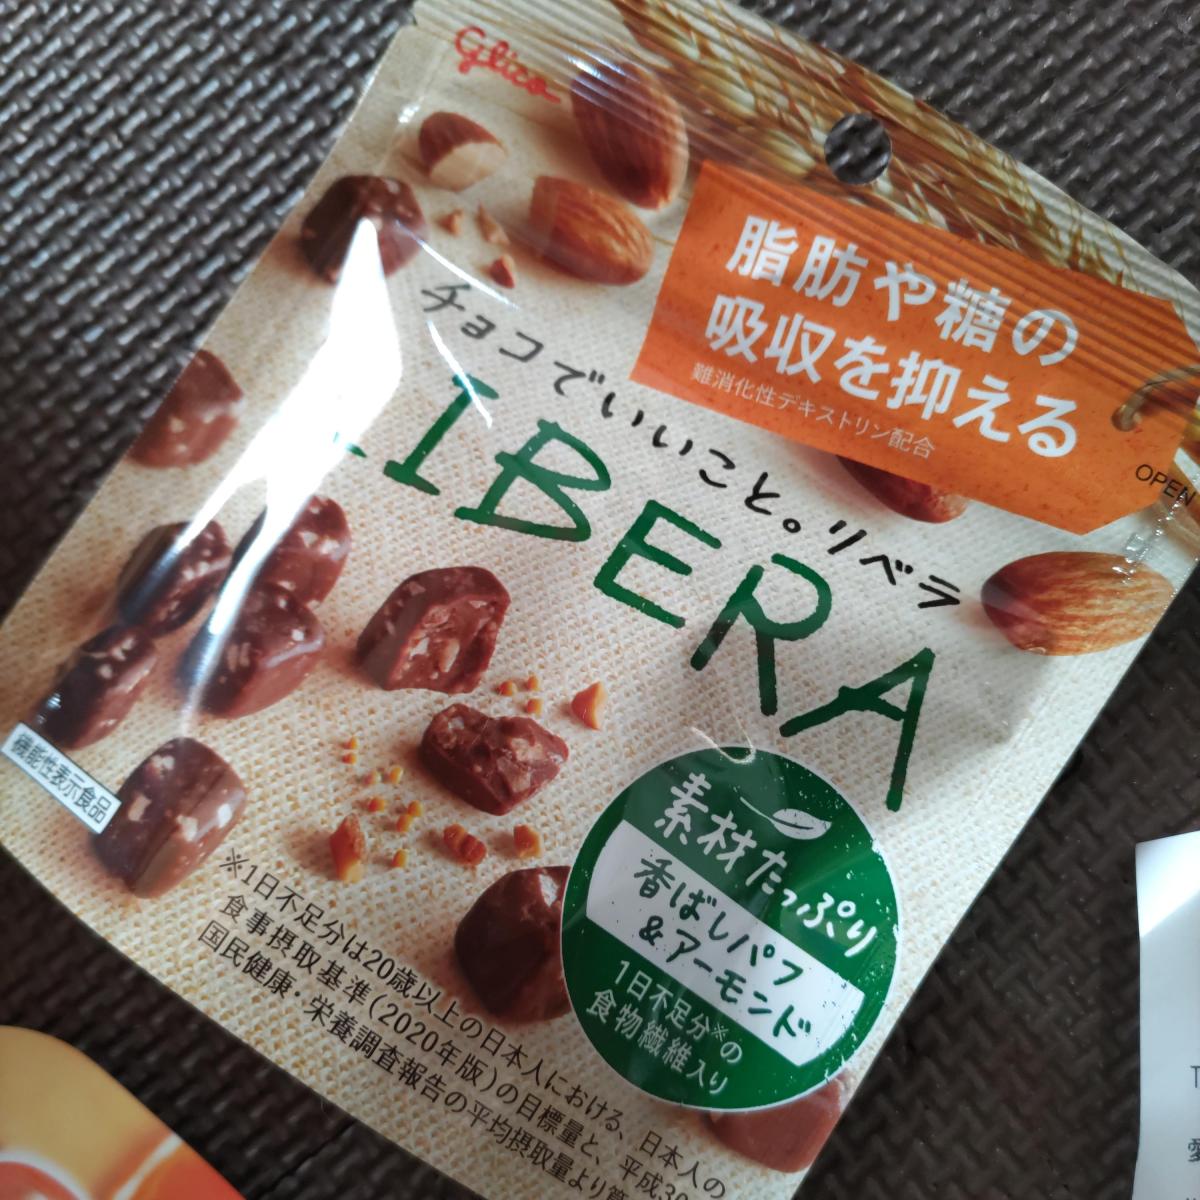 Glico
脂肪や糖の
吸収を抑える
難消化性デキストリン配合
OPEN
チョコでいいこと。リベラ
LIBERA
機能性表示食品
素材たっぷり
香ばしパフ
&アーモンド
1日不足分※の
食物繊維入り
※1日不足分は20歳以上の日本人における、日本人の
食事摂取基準(2020年版)の目標量と、平成30
国民健康・栄養調査報告の平均摂取量より算